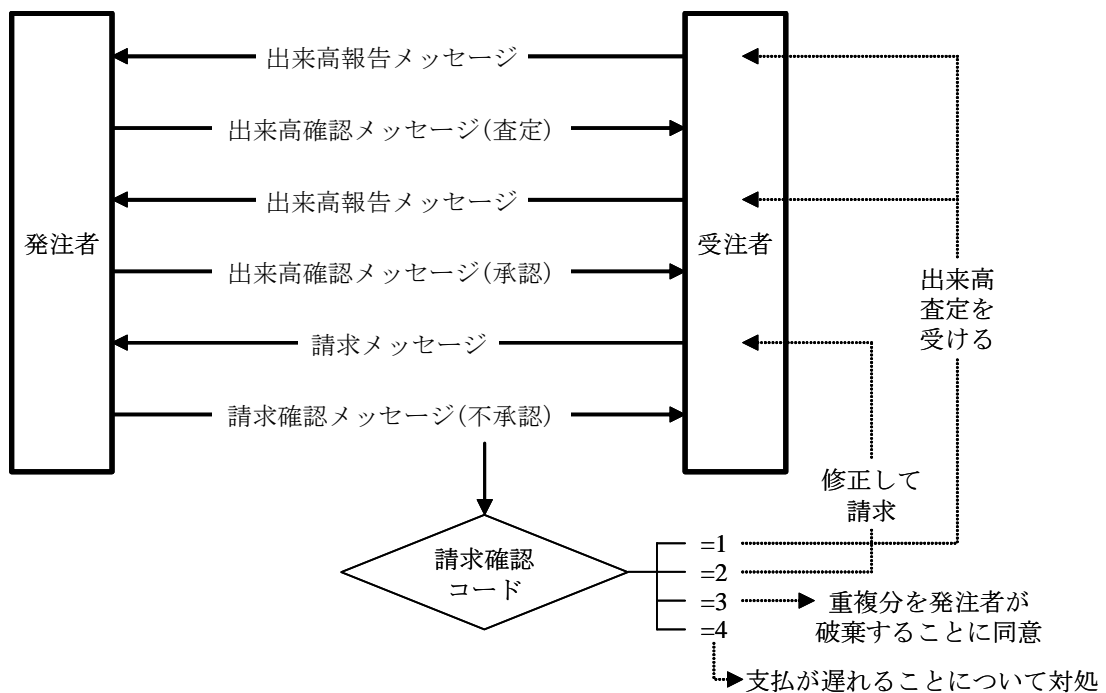 出来高報告メッセージ
出来高確認メッセージ(査定)
出来高報告メッセージ
発注者
受注者
出来高確認メッセージ(承認)
出来高
査定を
受ける
請求メッセージ
請求確認メッセージ(不承認)
修正して
請求
請求確認
コード
=1
=2
=3
重複分を発注者が
破棄することに同意
=4
支払が遅れることについて対処